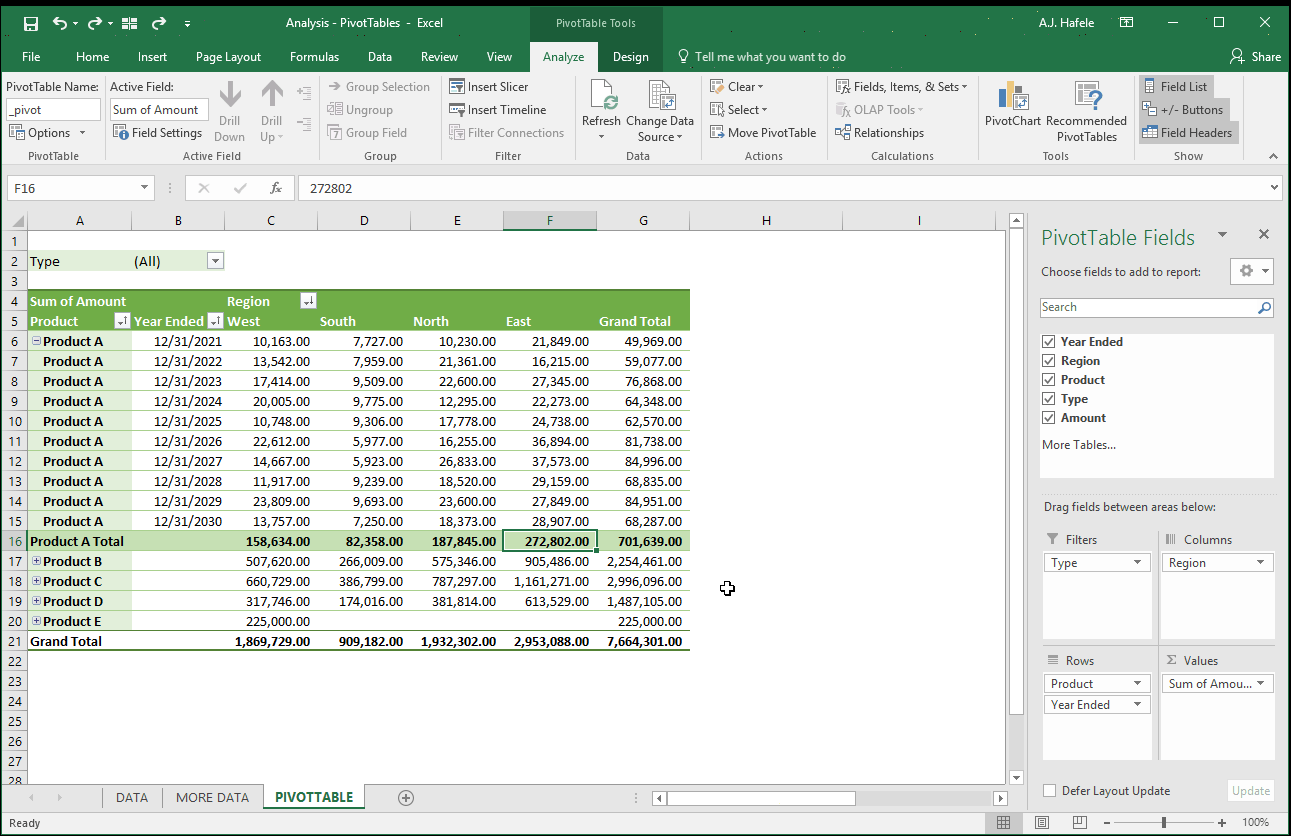 Analysis - PivotTables - Excel
PivotTable Tools
A.J. Hafele
File Home Insert Page Layout Formulas Data Review View Analyze Design Tell me what you want to do Share
PivotTable Name: Active Field:
_pivot Sum of Amount
Options Field Settings
Drill Down
Drill Up
Group Selection
Ungroup
Group Field
Insert Slicer
Insert Timeline
Filter Connections
Refresh
Change Data Source
Clear
Select
Move PivotTable
Fields, Items, & Sets
OLAP Tools
Relationships
PivotChart
Recommended PivotTables
Field List
+/- Buttons
Field Headers
PivotTable Active Field Group Filter Data Actions Calculations Tools Show
F16 fx 272802
A B C D E F G H I
1
2 Type (All)
3
4 Sum of Amount Region
5 Product Year Ended West South North East Grand Total
6 Product A 12/31/2021 10,163.00 7,727.00 10,230.00 21,849.00 49,969.00
7 Product A 12/31/2022 13,542.00 7,959.00 21,361.00 16,215.00 59,077.00
8 Product A 12/31/2023 17,414.00 9,509.00 22,600.00 27,345.00 76,868.00
9 Product A 12/31/2024 20,005.00 9,775.00 12,295.00 22,273.00 64,348.00
10 Product A 12/31/2025 10,748.00 9,306.00 17,778.00 24,738.00 62,570.00
11 Product A 12/31/2026 22,612.00 5,977.00 16,255.00 36,894.00 81,738.00
12 Product A 12/31/2027 14,667.00 5,923.00 26,833.00 37,573.00 84,996.00
13 Product A 12/31/2028 11,917.00 9,239.00 18,520.00 29,159.00 68,835.00
14 Product A 12/31/2029 23,809.00 9,693.00 23,600.00 27,849.00 84,951.00
15 Product A 12/31/2030 13,757.00 7,250.00 18,373.00 28,907.00 68,287.00
16 Product A Total 158,634.00 82,358.00 187,845.00 272,802.00 701,639.00
17 Product B 507,620.00 266,009.00 575,346.00 905,486.00 2,254,461.00
18 Product C 660,729.00 386,799.00 787,297.00 1,161,271.00 2,996,096.00
19 Product D 317,746.00 174,016.00 381,814.00 613,529.00 1,487,105.00
20 Product E 225,000.00 225,000.00
21 Grand Total 1,869,729.00 909,182.00 1,932,302.00 2,953,088.00 7,664,301.00
22
23
24
25
26
27
28
PivotTable Fields
Choose fields to add to report:
Search
Year Ended
Region
Product
Type
Amount
More Tables...
Drag fields between areas below:
Filters Columns
Type Region
Rows Values
Product Sum of Amou...
Year Ended
Defer Layout Update Update
DATA MORE DATA PIVOTTABLE
Ready 100%